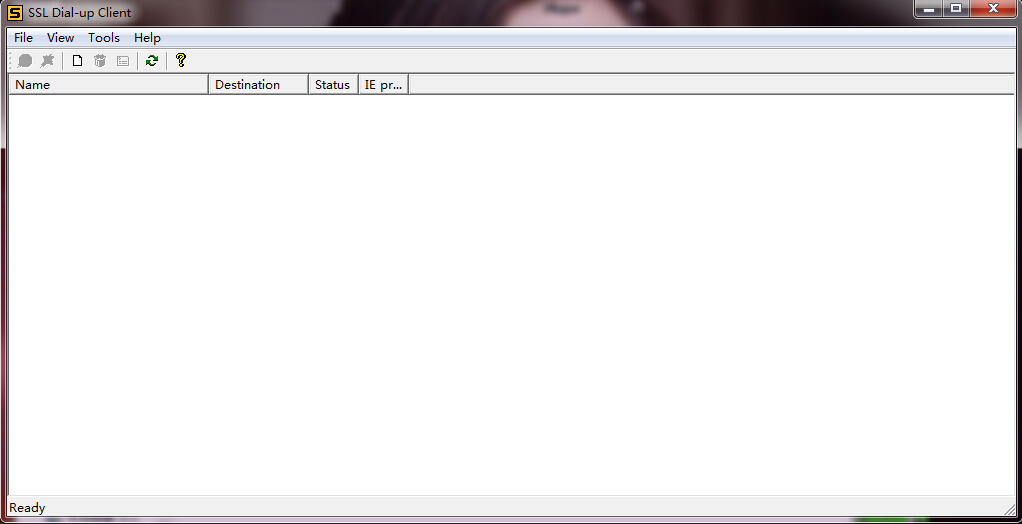 SSL Dial-up Client
File View Tools Help
Name Destination Status IE pr...
Ready